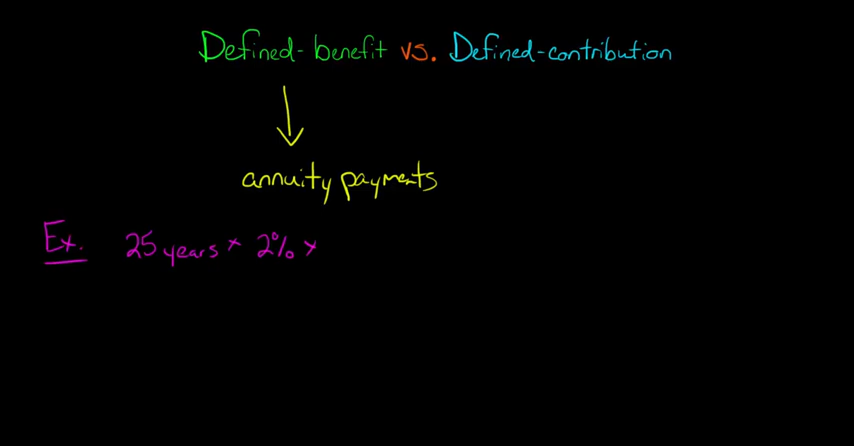 Defined-benefit vs. Defined-contribution
annuity payments
Ex. 25 years × 2% ×